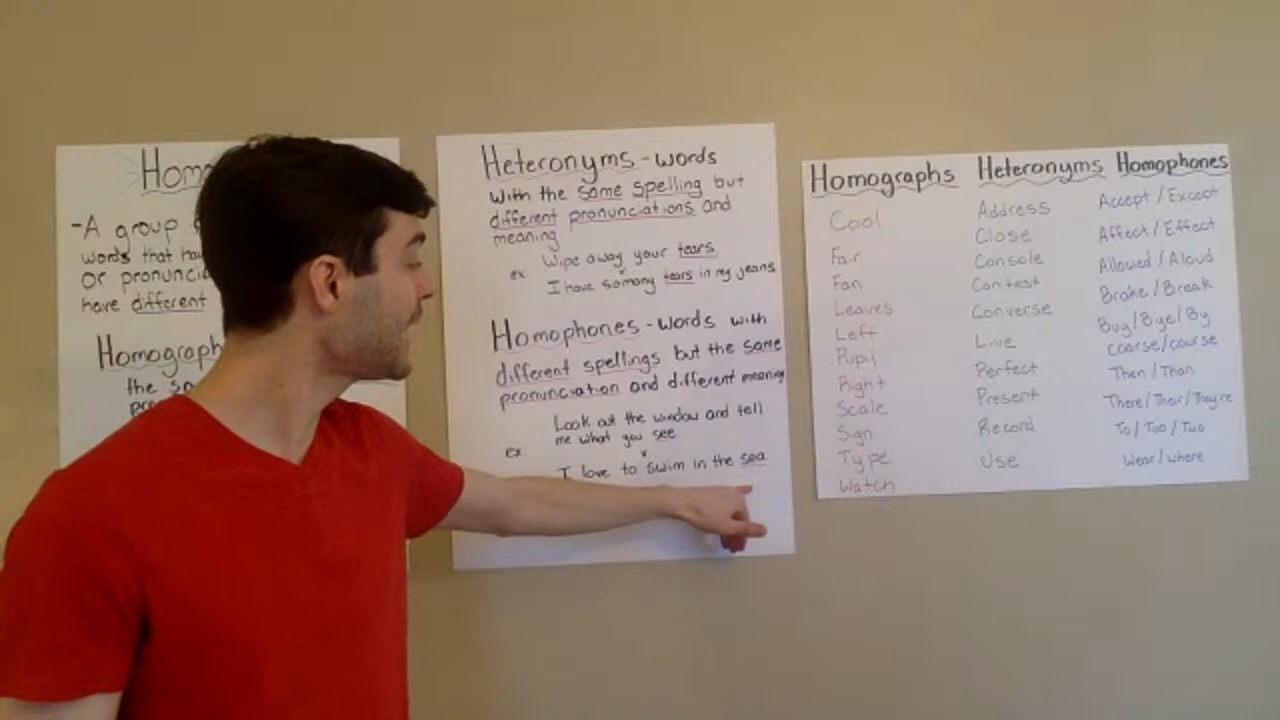 Hom
-A group
words that ha
or pronuncia
have different
Homograph
the sa
pro
Heteronyms - words
with the same spelling but
different pronunciations and
meaning
ex Wipe away your tears
I have so many tears in my jeans
Homophones - words with
different spellings but the same
pronunciation and different meaning
Look out the window and tell
me what you see
ex
I love to swim in the sea
Homographs Heteronyms Homophones
Cool Address Accept / Except
Fair Close Affect / Effect
Fan Console Allowed / Aloud
Leaves Contest Brake / Break
Left Converse Buy / Bye / By
Pupil Live coarse / course
Right Perfect Then / Than
Scale Present There / Their / They're
Sign Record To / Too / Two
Type Use Wear / where
Watch